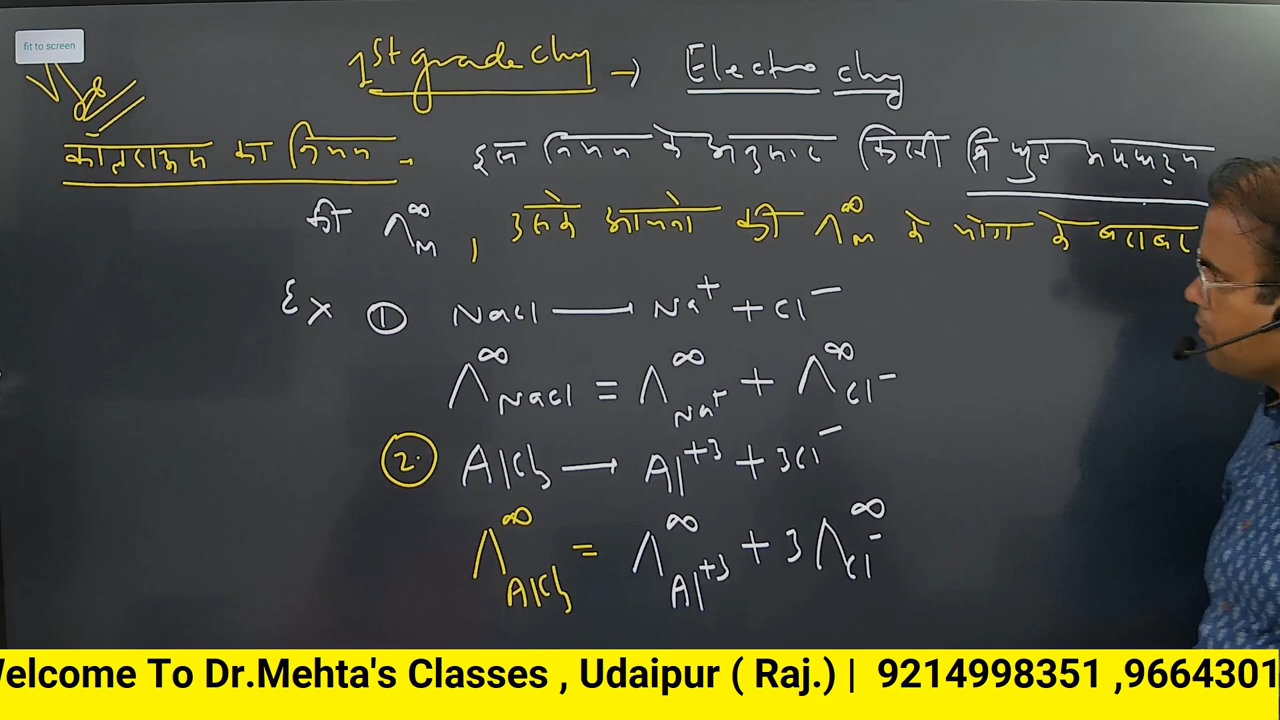 fit to screen
1st grade chy → Electro chy
कोलराऊस का नियम - इस नियम के अनुसार किसी विद्युत अपघट्य
की Λ∞m , उसके आयनो की Λ∞m के योग के बराबर
Ex ① NaCl — Na+ + Cl−
Λ∞NaCl = Λ∞Na+ + Λ∞Cl−
2. AlCl3 — Al+3 + 3Cl−
Λ∞AlCl3 = Λ∞Al+3 + 3Λ∞Cl−
Welcome To Dr.Mehta's Classes , Udaipur ( Raj.) | 9214998351 ,9664301